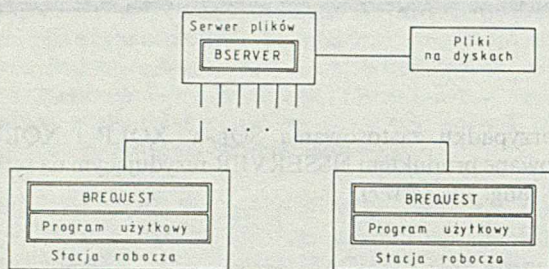 Serwer plików
BSERVER
Pliki
na dyskach
. . .
BREQUEST
Program użytkowy
Stacja robocza
BREQUEST
Program użytkowy
Stacja robocza